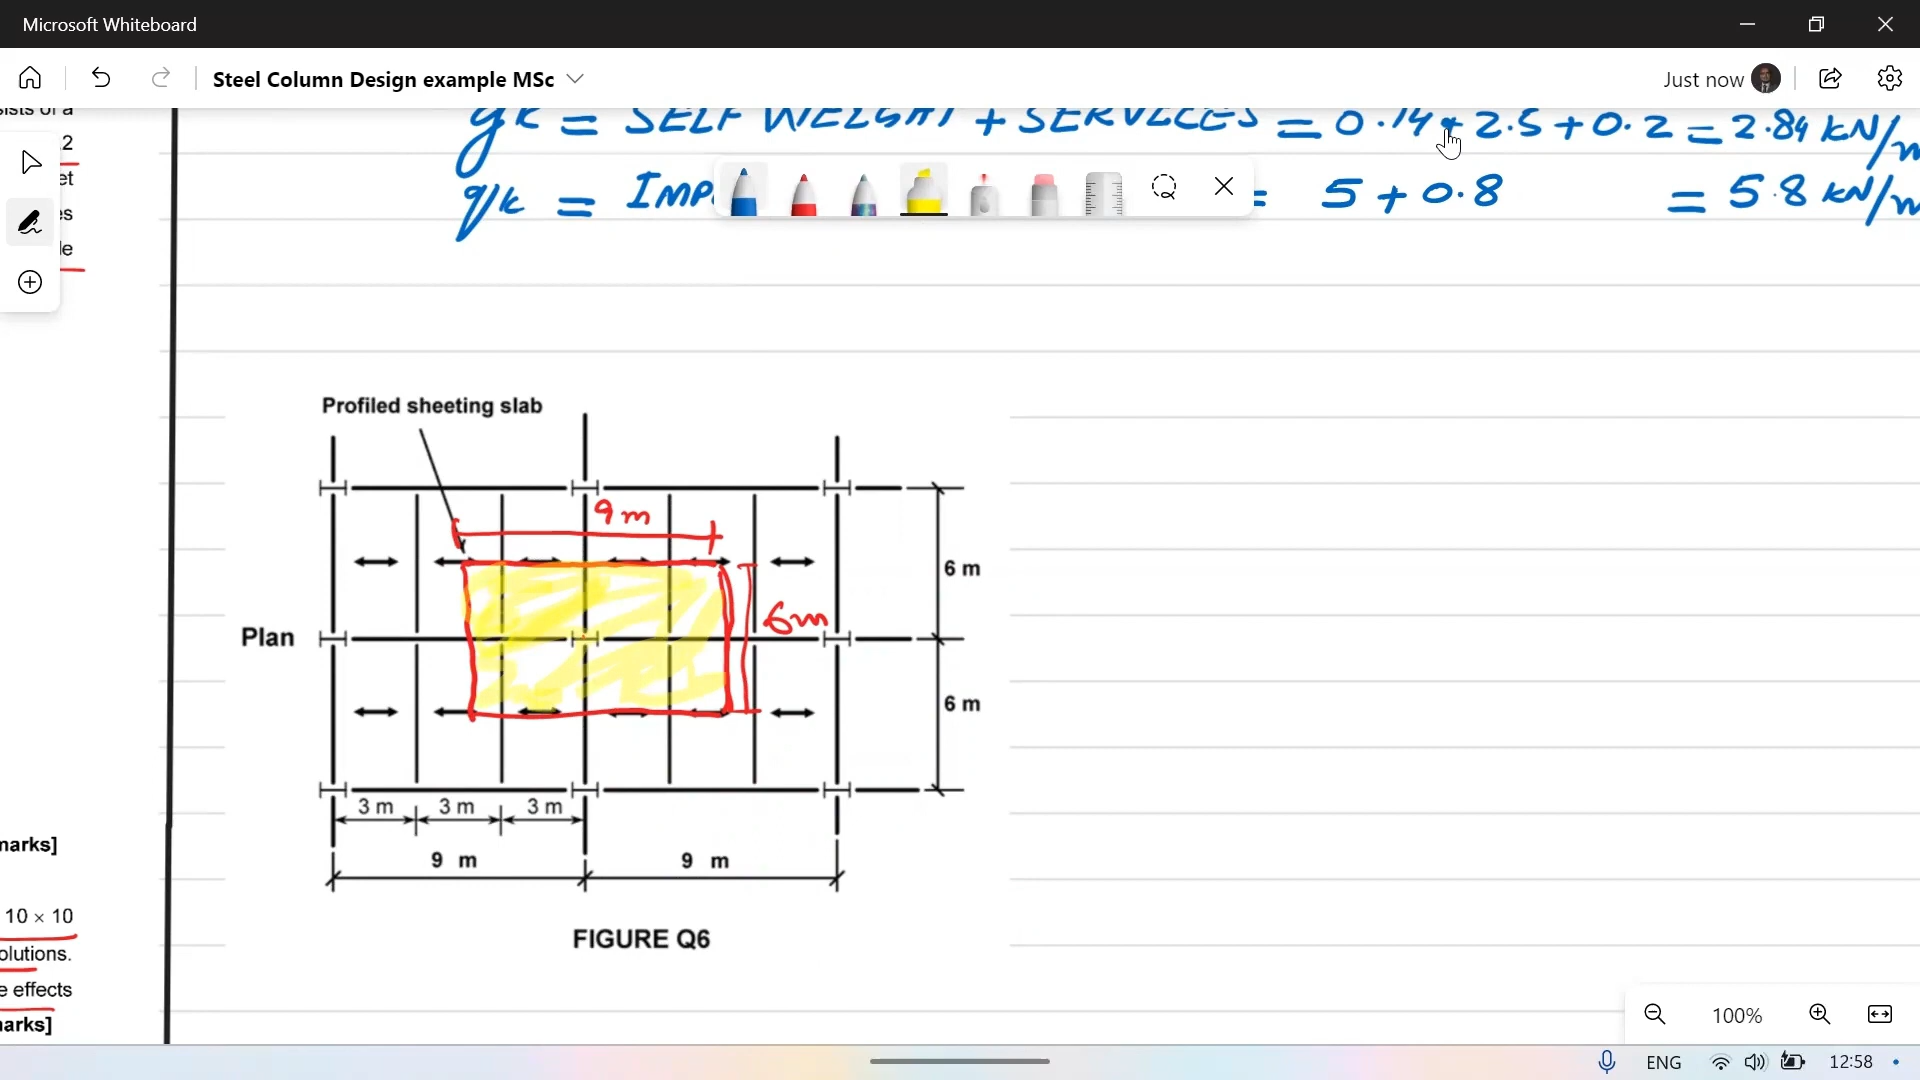 Microsoft Whiteboard
Steel Column Design example MSc
Just now
sists of a
.2
et
es
le
gk = SELF WEIGHT + SERVICES = 0.14 * 2.5 + 0.2 = 2.84 kN/m
qk = IMP = 5 + 0.8 = 5.8 kN/m
Profiled sheeting slab
9 m
6 m
6m
Plan
6 m
3 m 3 m 3 m
9 m 9 m
FIGURE Q6
marks]
10 × 10
olutions.
e effects
arks]
100%
ENG 12:58